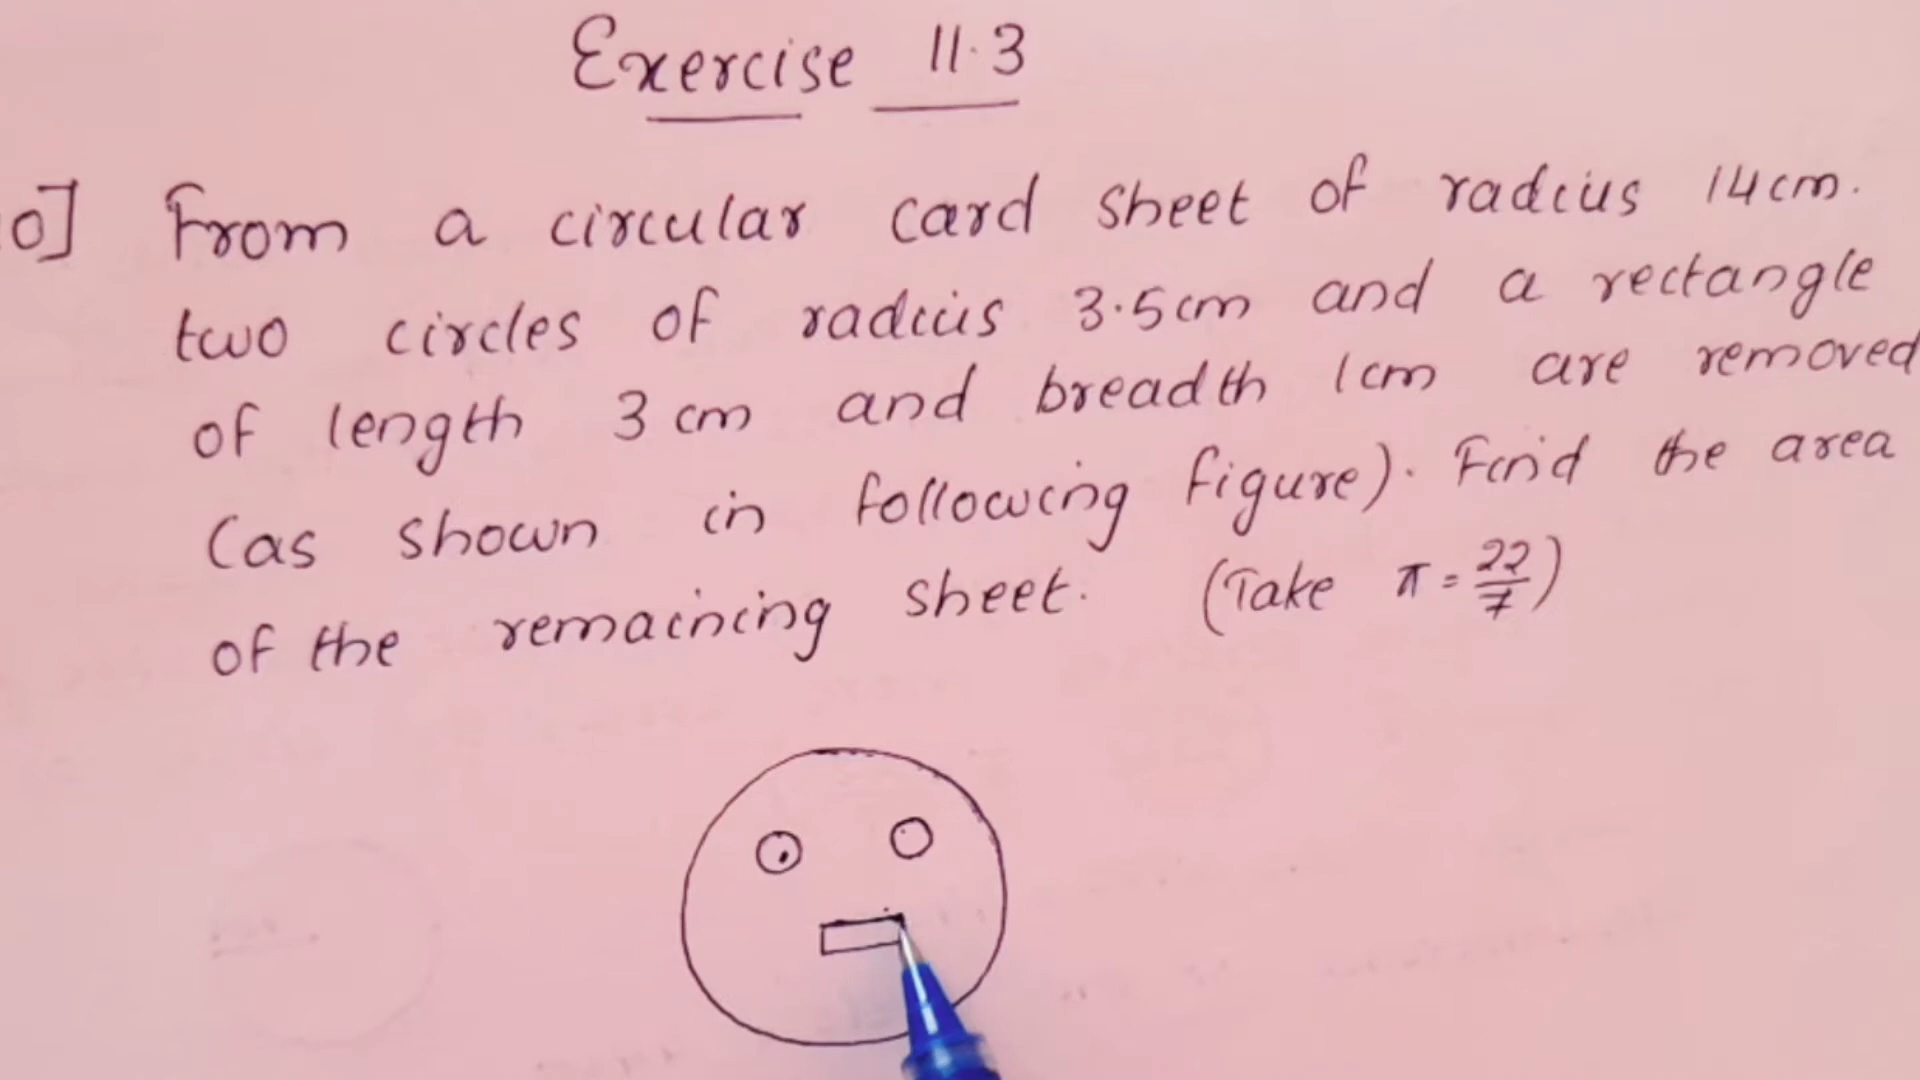 Exercise 11.3
0] From a circular card sheet of radius 14cm.
two circles of radius 3.5cm and a rectangle
of length 3cm and breadth 1cm are removed
(as shown in following figure). Find the area
of the remaining sheet. (Take π = 22/7)